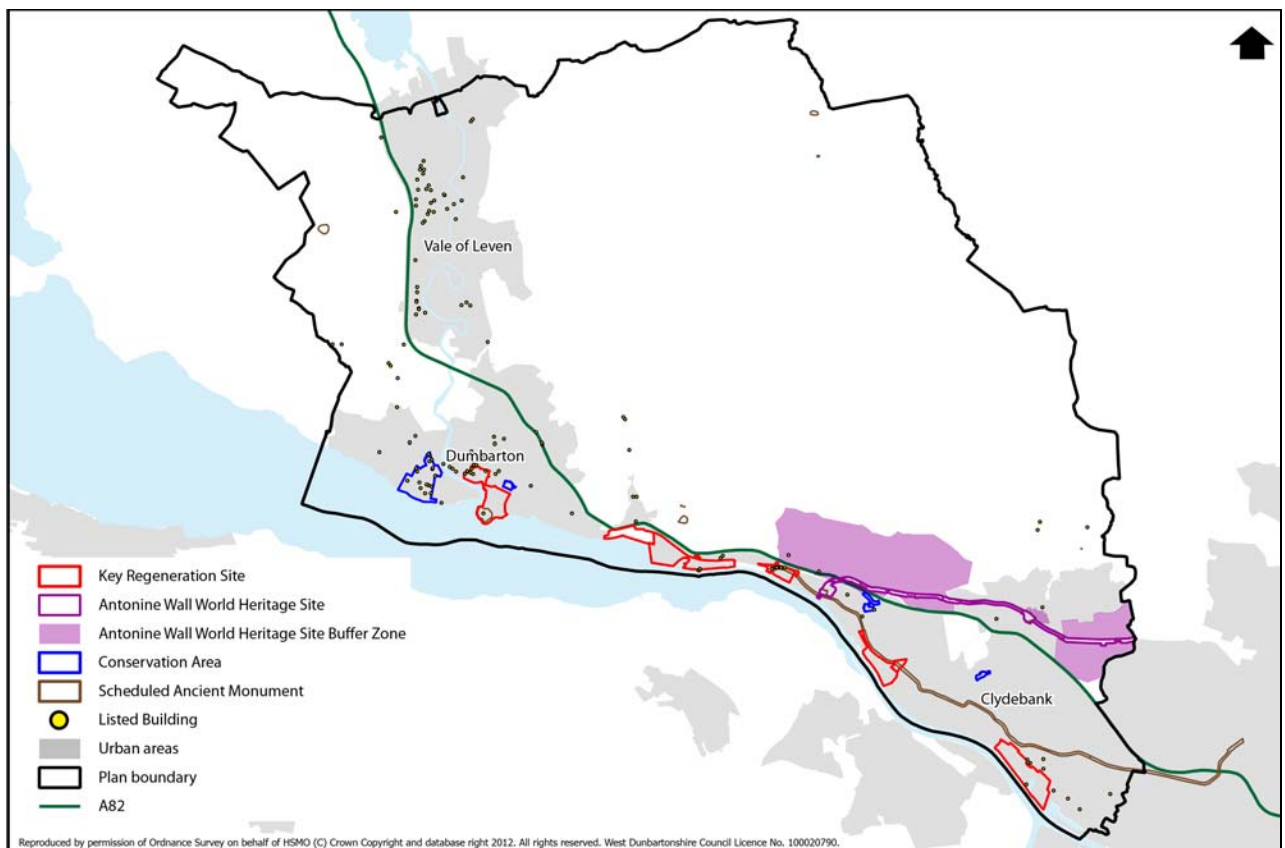 Vale of Leven
Dumbarton
Clydebank
Key Regeneration Site
Antonine Wall World Heritage Site
Antonine Wall World Heritage Site Buffer Zone
Conservation Area
Scheduled Ancient Monument
Listed Building
Urban areas
Plan boundary
A82
Reproduced by permission of Ordnance Survey on behalf of HSMO (C) Crown Copyright and database right 2012. All rights reserved. West Dunbartonshire Council Licence No. 100020790.